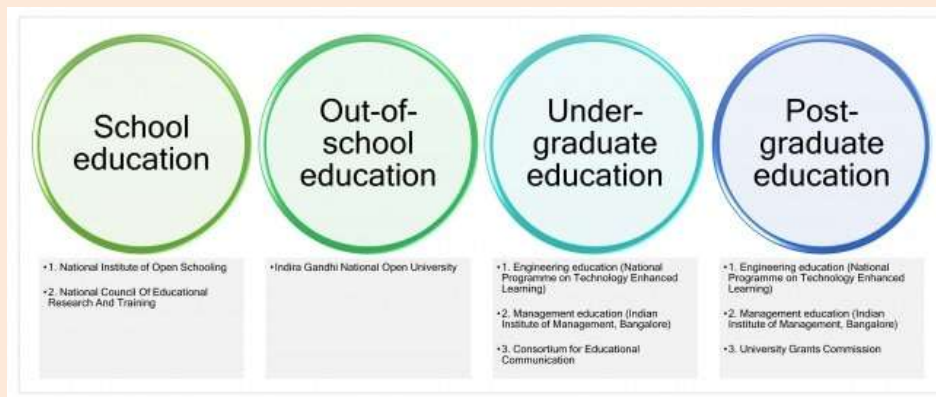 School
education
•1. National Institute of Open Schooling
•2. National Council Of Educational
Research And Training
Out-of-
school
education
•Indira Gandhi National Open University
Under-
graduate
education
•1. Engineering education (National
Programme on Technology Enhanced
Learning)
•2. Management education (Indian
Institute of Management, Bangalore)
•3. Consortium for Educational
Communication
Post-
graduate
education
•1. Engineering education (National
Programme on Technology Enhanced
Learning)
•2. Management education (Indian
Institute of Management, Bangalore)
•3. University Grants Commission